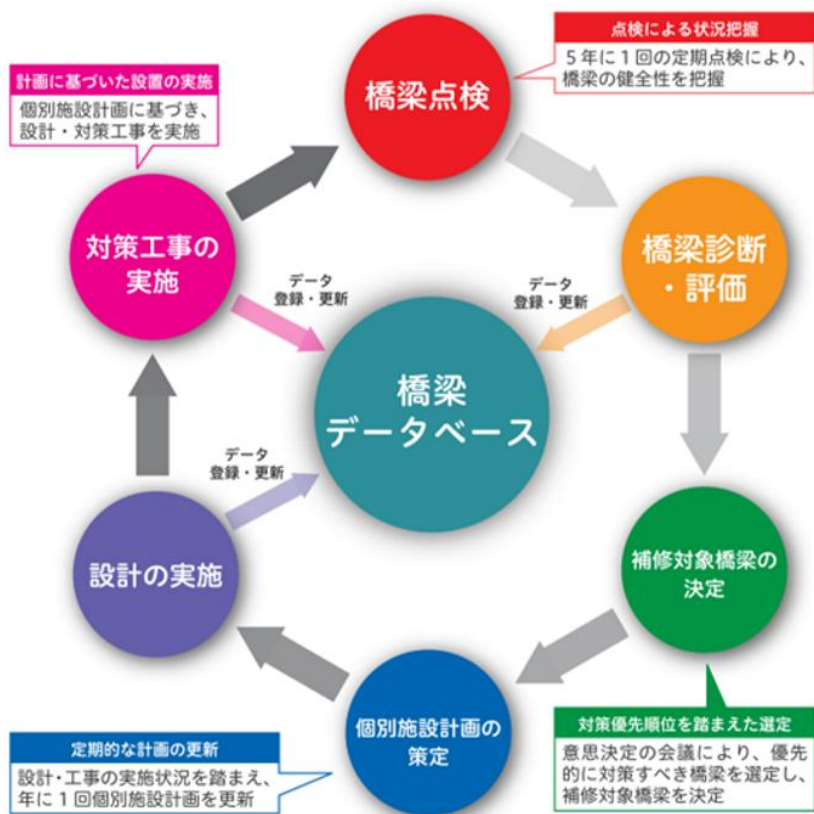 点検による状況把握
5年に1回の定期点検により、
橋梁の健全性を把握
橋梁点検
計画に基づいた設置の実施
個別施設計画に基づき、
設計・対策工事を実施
対策工事の
実施
橋梁診断
・評価
データ
登録・更新
データ
登録・更新
橋梁
データベース
データ
登録・更新
設計の実施
補修対象橋梁の
決定
個別施設計画の
策定
定期的な計画の更新
設計・工事の実施状況を踏まえ、
年に1回個別施設計画を更新
対策優先順位を踏まえた選定
意思決定の会議により、優先
的に対策すべき橋梁を選定し、
補修対象橋梁を決定